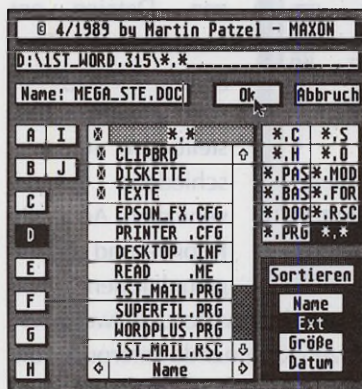 © 4/1989 by Martin Patzel - MAXON
D:\1ST_WORD.315\*.*
Name: MEGA_STE.DOC
Ok
Abbruch
A I
B J
C
D
E
F
G
H
*.*
CLIPBRD
DISKETTE
TEXTE
EPSON_FX.CFG
PRINTER .CFG
DESKTOP .INF
READ .ME
1ST_MAIL.PRG
SUPERFIL.PRG
WORDPLUS.PRG
1ST_MAIL.RSC
Name
*.C *.S
*.H *.O
*.PAS *.MOD
*.BAS *.FOR
*.DOC *.RSC
*.PRG *.*
Sortieren
Name
Ext
Größe
Datum